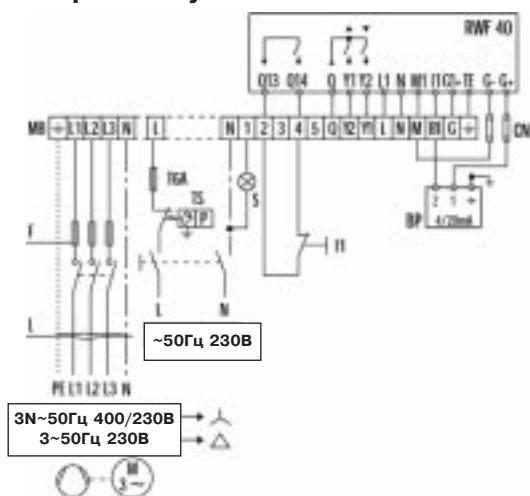 RWF 40
Q13 Q14 Q Y1 Y2 L1 N M1 I1 G1+ TE G- G+
MB L1 L2 L3 N L N 1 2 3 4 5 Q Y2 Y1 L N M B1 G CN
T6A
TS
S
F
2 1 +
BP 4/20mA
I1
L N
L
~50Гц 230В
PE L1 L2 L3 N
3N~50Гц 400/230В
3~50Гц 230В
M
3~